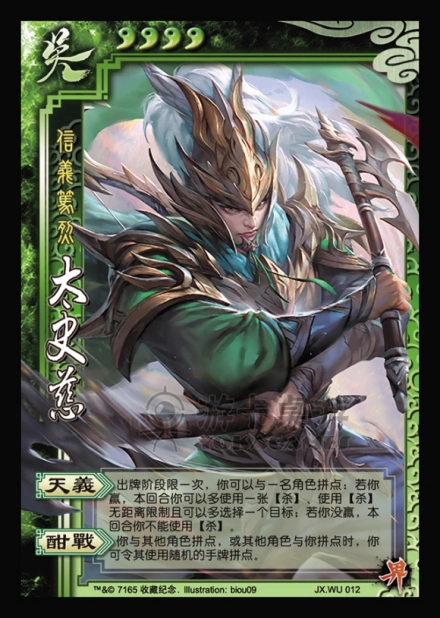 吴
信義篤烈
太史慈
天義
出牌阶段限一次，你可以与一名角色拼点：若你
赢，本回合你可以多使用一张【杀】、使用【杀】
无距离限制且可以多选择一个目标；若你没赢，本
回合你不能使用【杀】。
酣戰
你与其他角色拼点，或其他角色与你拼点时，你
可令其使用随机的手牌拼点。
界
™&© 7165 收藏纪念. Illustration: biou09
JX.WU 012